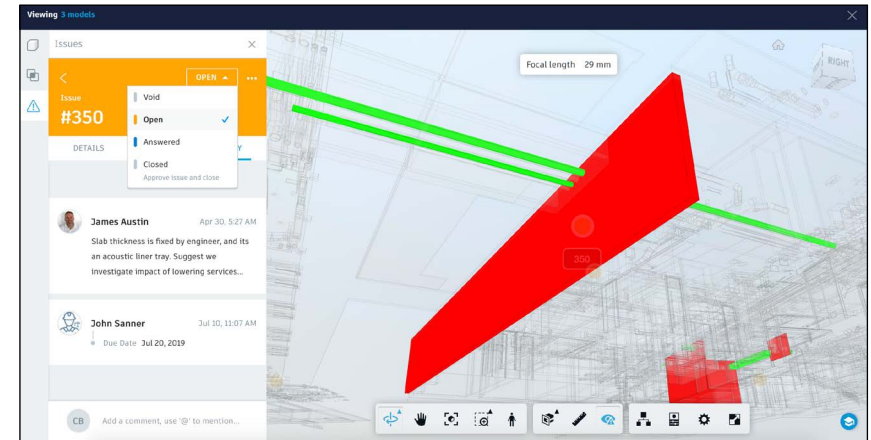 Viewing 3 models
Issues
OPEN
Issue
#350
Void
Open
Answered
Closed
Approve issue and close
DETAILS
Y
James Austin
Apr 30, 5:27 AM
Slab thickness is fixed by engineer, and its
an acoustic liner tray. Suggest we
investigate impact of lowering services...
John Sanner
Jul 10, 11:07 AM
Due Date Jul 20, 2019
CB
Add a comment, use '@' to mention...
Focal length 29 mm
RIGHT
350